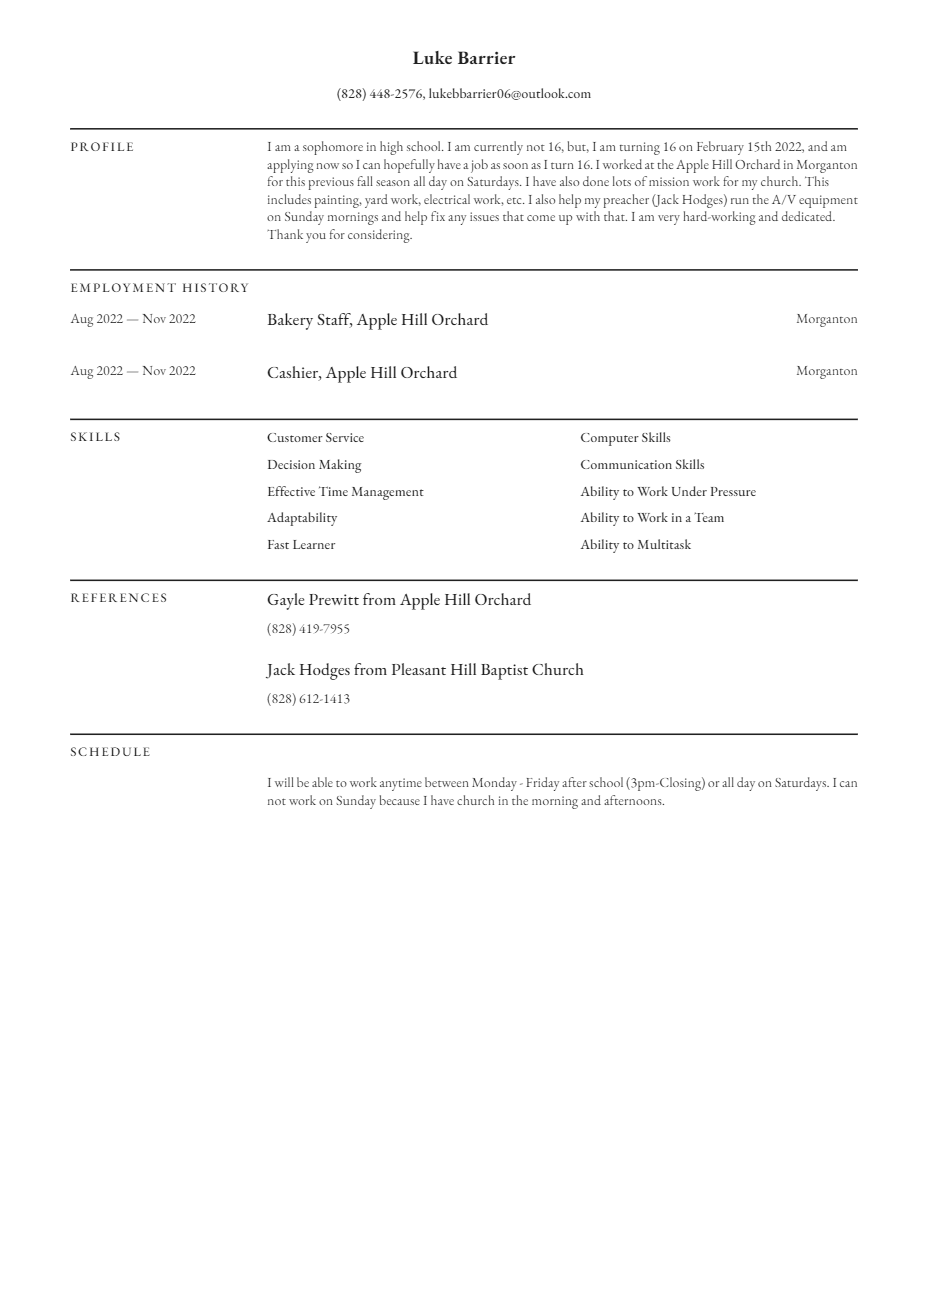 Luke Barrier
(828) 448-2576, lukebbarrier06@outlook.com
PROFILE
I am a sophomore in high school. I am currently not 16, but, I am turning 16 on February 15th 2022, and am
applying now so I can hopefully have a job as soon as I turn 16. I worked at the Apple Hill Orchard in Morganton
for this previous fall season all day on Saturdays. I have also done lots of mission work for my church. This
includes painting, yard work, electrical work, etc. I also help my preacher (Jack Hodges) run the A/V equipment
on Sunday mornings and help fix any issues that come up with that. I am very hard-working and dedicated.
Thank you for considering.
EMPLOYMENT HISTORY
Aug 2022 — Nov 2022 Bakery Staff, Apple Hill Orchard Morganton
Aug 2022 — Nov 2022 Cashier, Apple Hill Orchard Morganton
SKILLS
Customer Service Computer Skills
Decision Making Communication Skills
Effective Time Management Ability to Work Under Pressure
Adaptability Ability to Work in a Team
Fast Learner Ability to Multitask
REFERENCES
Gayle Prewitt from Apple Hill Orchard
(828) 419-7955
Jack Hodges from Pleasant Hill Baptist Church
(828) 612-1413
SCHEDULE
I will be able to work anytime between Monday - Friday after school (3pm-Closing) or all day on Saturdays. I can
not work on Sunday because I have church in the morning and afternoons.